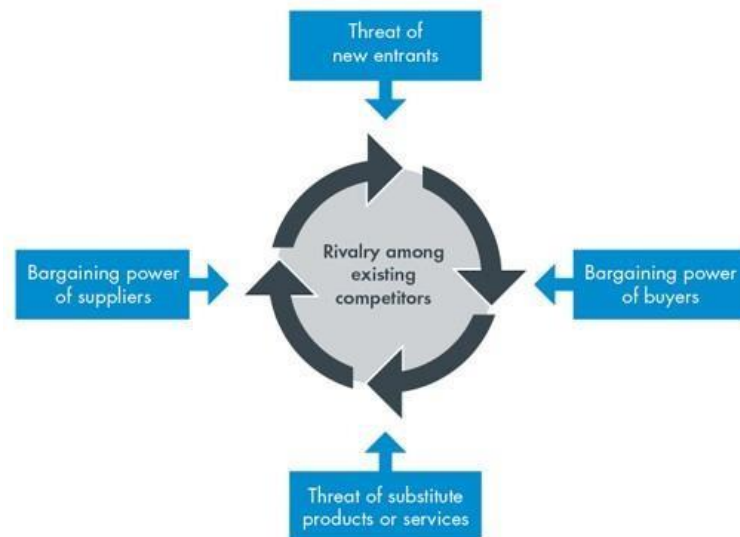 Threat of
new entrants
Bargaining power
of suppliers
Rivalry among
existing
competitors
Bargaining power
of buyers
Threat of substitute
products or services